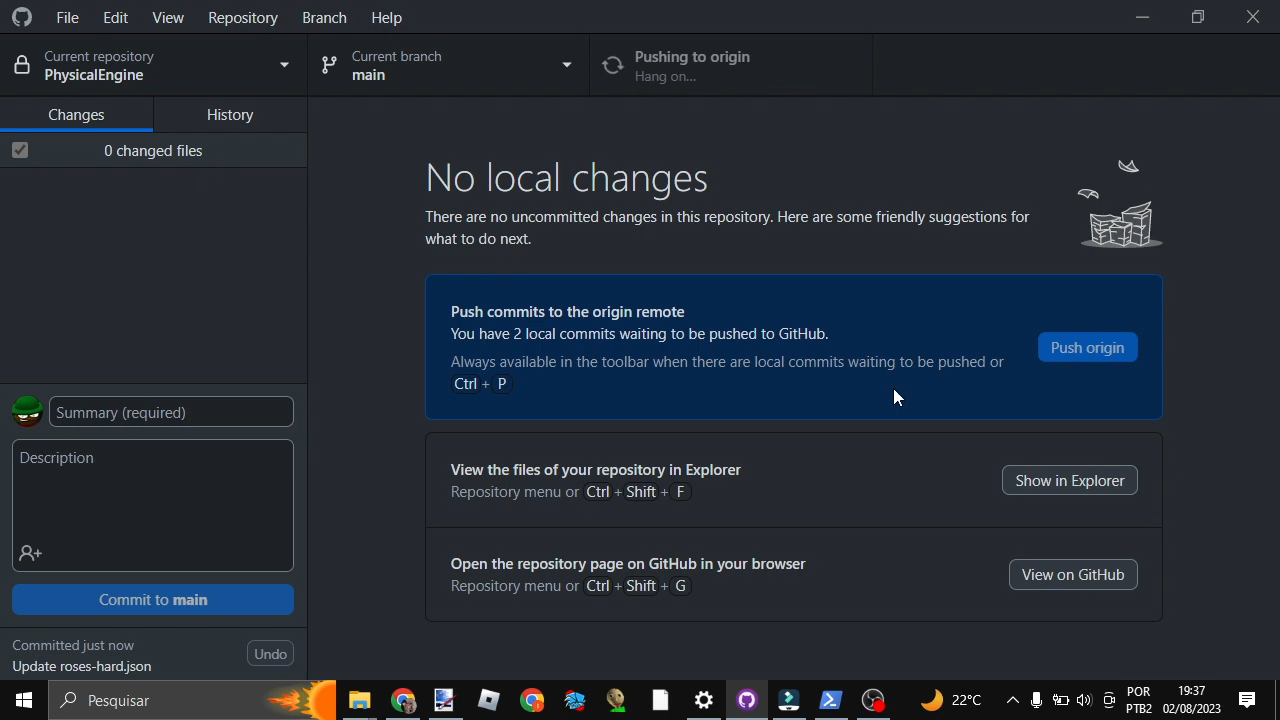 File Edit View Repository Branch Help
Current repository
PhysicalEngine
Current branch
main
Pushing to origin
Hang on...
Changes History
0 changed files
No local changes
There are no uncommitted changes in this repository. Here are some friendly suggestions for
what to do next.
Push commits to the origin remote
You have 2 local commits waiting to be pushed to GitHub.
Always available in the toolbar when there are local commits waiting to be pushed or
Ctrl + P
Push origin
View the files of your repository in Explorer
Repository menu or Ctrl + Shift + F
Show in Explorer
Open the repository page on GitHub in your browser
Repository menu or Ctrl + Shift + G
View on GitHub
Summary (required)
Description
Commit to main
Committed just now
Update roses-hard.json
Undo
Pesquisar
22°C
POR
PTB2
19:37
02/08/2023